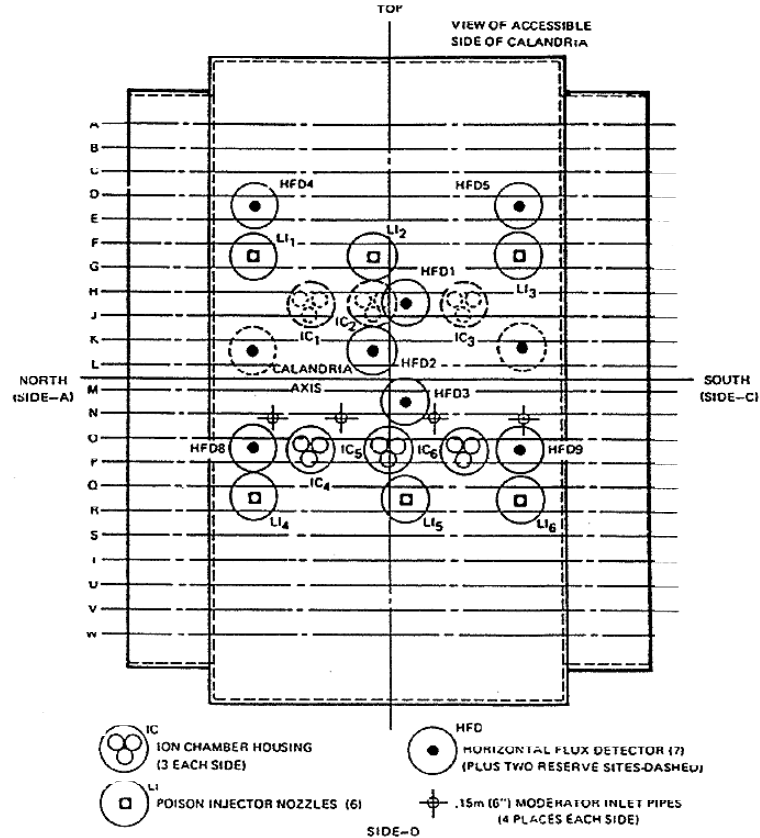 TOP
VIEW OF ACCESSIBLE
SIDE OF CALANDRIA
A
B
C
D
HFD4
HFD5
E
F
LI1
LI2
G
HFD1
LI3
H
J
IC1
IC2
IC3
K
L
HFD2
CALANDRIA
AXIS
NORTH
(SIDE-A)
SOUTH
(SIDE-C)
M
HFD3
N
O
HFD8
IC5
IC6
HFD9
P
IC4
Q
R
LI4
LI5
LI6
S
I
U
V
W
IC
ION CHAMBER HOUSING
(3 EACH SIDE)
HFD
HORIZONTAL FLUX DETECTOR (7)
(PLUS TWO RESERVE SITES-DASHED)
LI
POISON INJECTOR NOZZLES (6)
.15m (6") MODERATOR INLET PIPES
(4 PLACES EACH SIDE)
SIDE-D